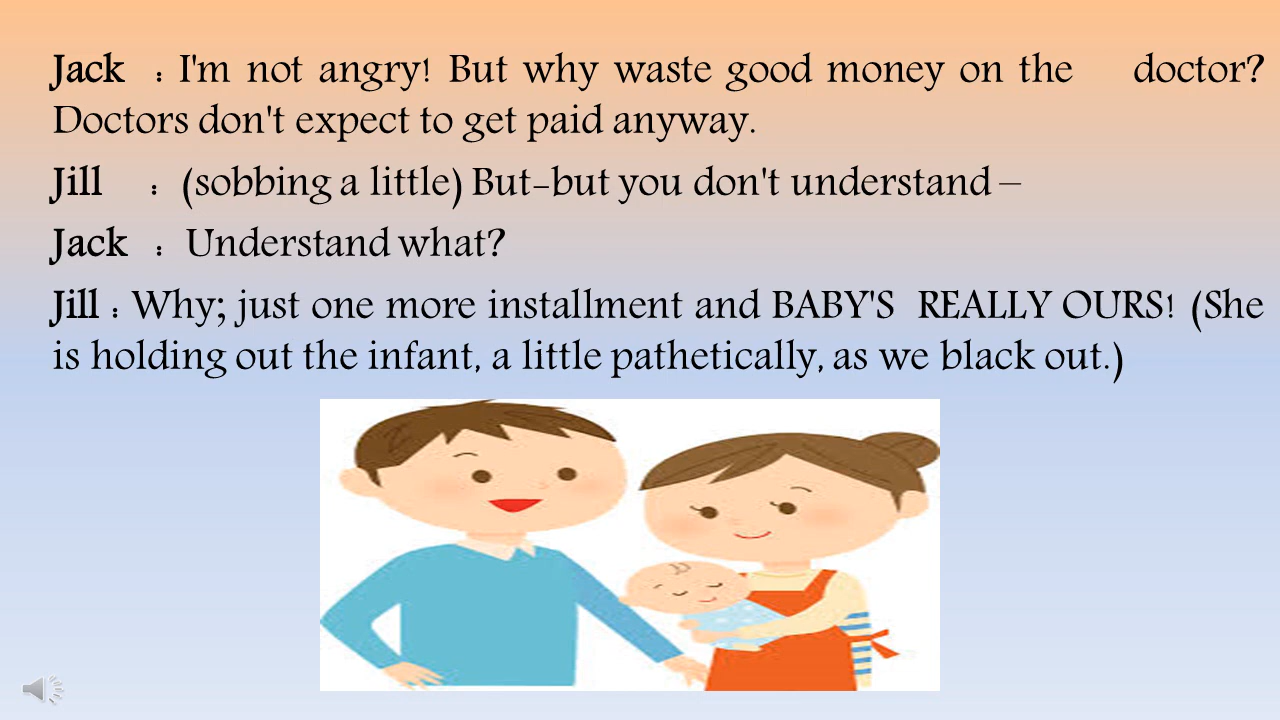 Jack : I'm not angry! But why waste good money on the doctor?
Doctors don't expect to get paid anyway.
Jill : (sobbing a little) But-but you don't understand –
Jack : Understand what?
Jill : Why; just one more installment and BABY'S REALLY OURS! (She
is holding out the infant, a little pathetically, as we black out.)